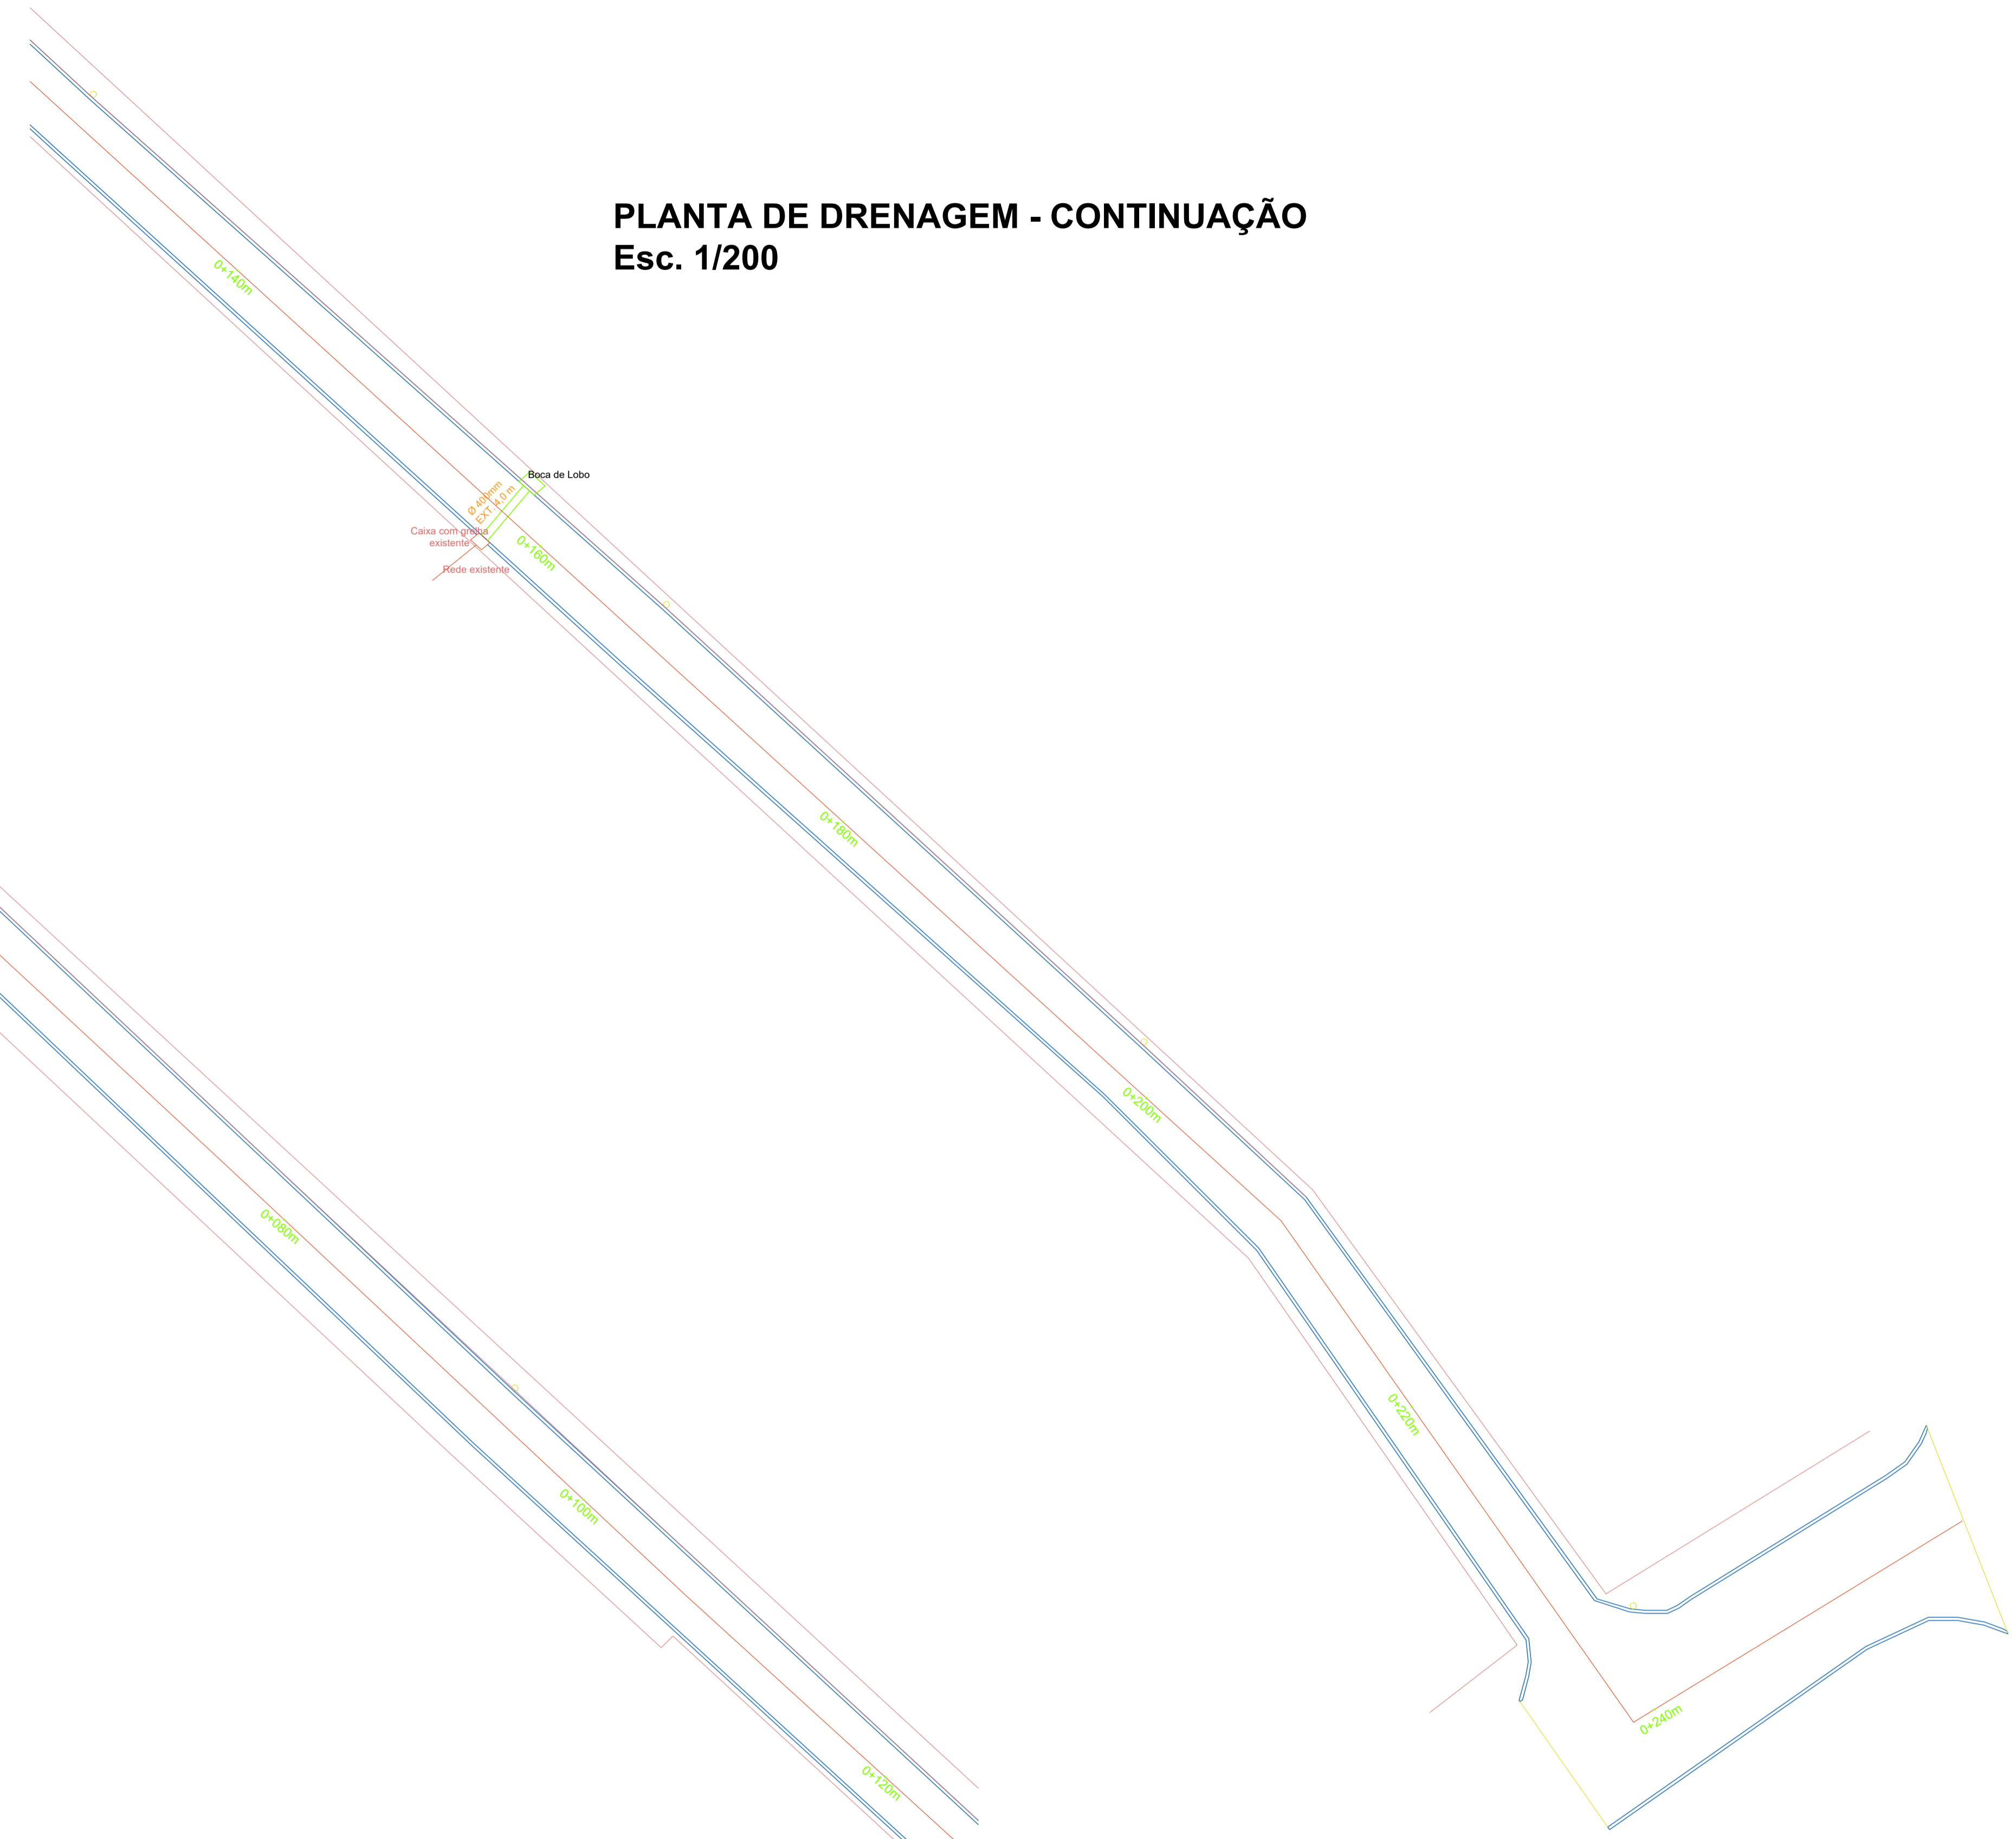 PLANTA DE DRENAGEM - CONTINUAÇÃO
Esc. 1/200
0+140m
Boca de Lobo
Ø 400mm
EXT. 4,0 m
Caixa com grelha
existente
Rede existente
0+160m
0+180m
0+200m
0+220m
0+240m
0+080m
0+100m
0+120m